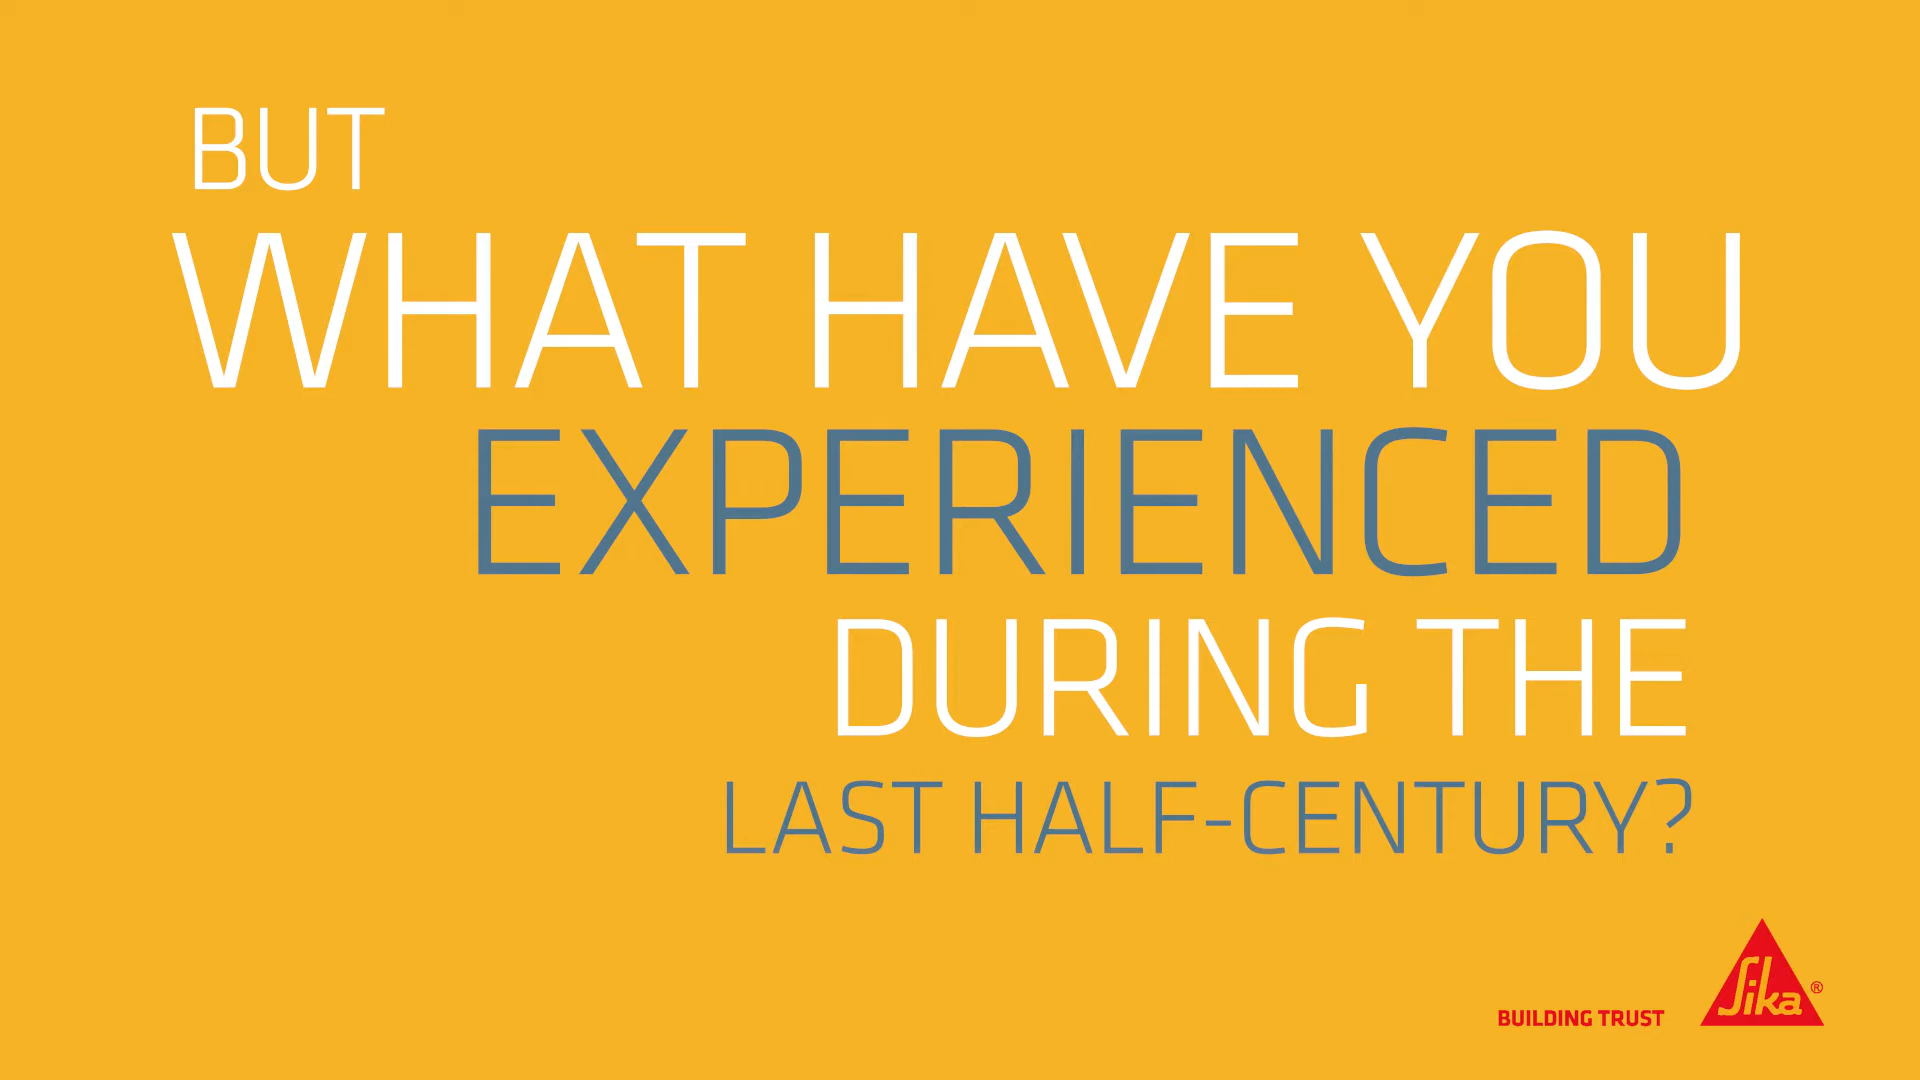 BUT
WHAT HAVE YOU
EXPERIENCED
DURING THE
LAST HALF-CENTURY?
BUILDING TRUST
Sika®